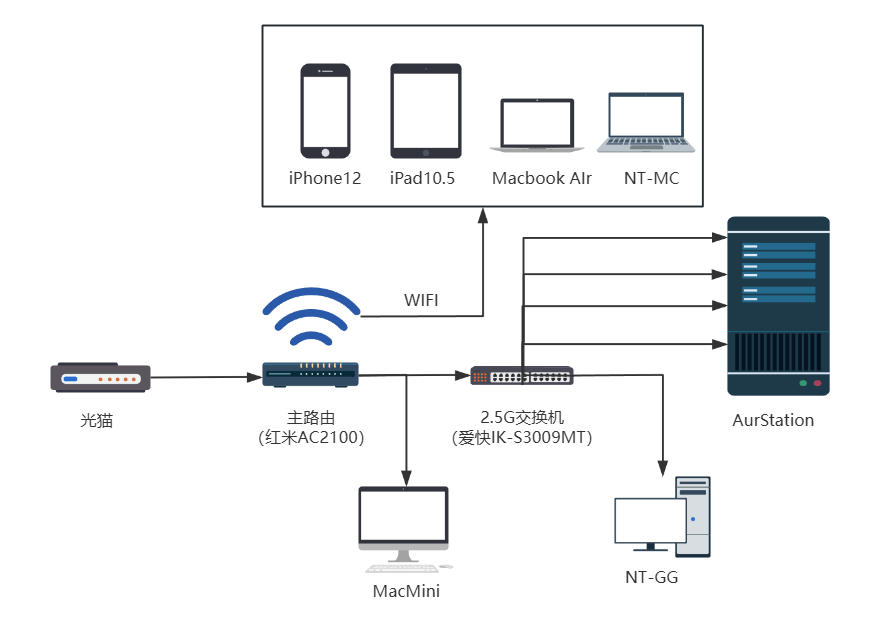 iPhone12
iPad10.5
Macbook AIr
NT-MC
WIFI
光猫
主路由
（红米AC2100）
2.5G交换机
（爱快IK-S3009MT）
AurStation
MacMini
NT-GG